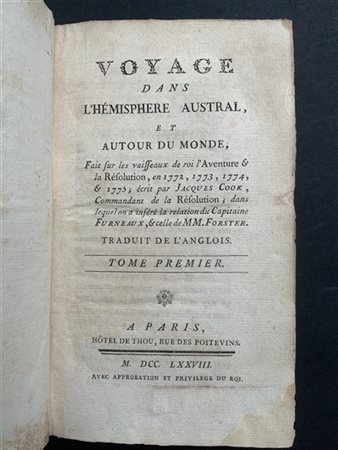 VOYAGE
DANS
L'HÉMISPHERE AUSTRAL,
ET
AUTOUR DU MONDE,
Fait ſur les vaiſſeaux de roi l'Aventure &
la Réſolution, en 1772, 1773, 1774,
& 1775; écrit par JACQUES COOK,
Commandant de la Réſolution; dans
lequel on a inſéré la relation du Capitaine
FURNEAUX, & celle de MM. FORSTER.
TRADUIT DE L'ANGLOIS.
TOME PREMIER.
A PARIS,
HÔTEL DE THOU, RUE DES POITEVINS.
M. DCC. LXXVIII.
AVEC APPROBATION ET PRIVILEGE DU ROI.